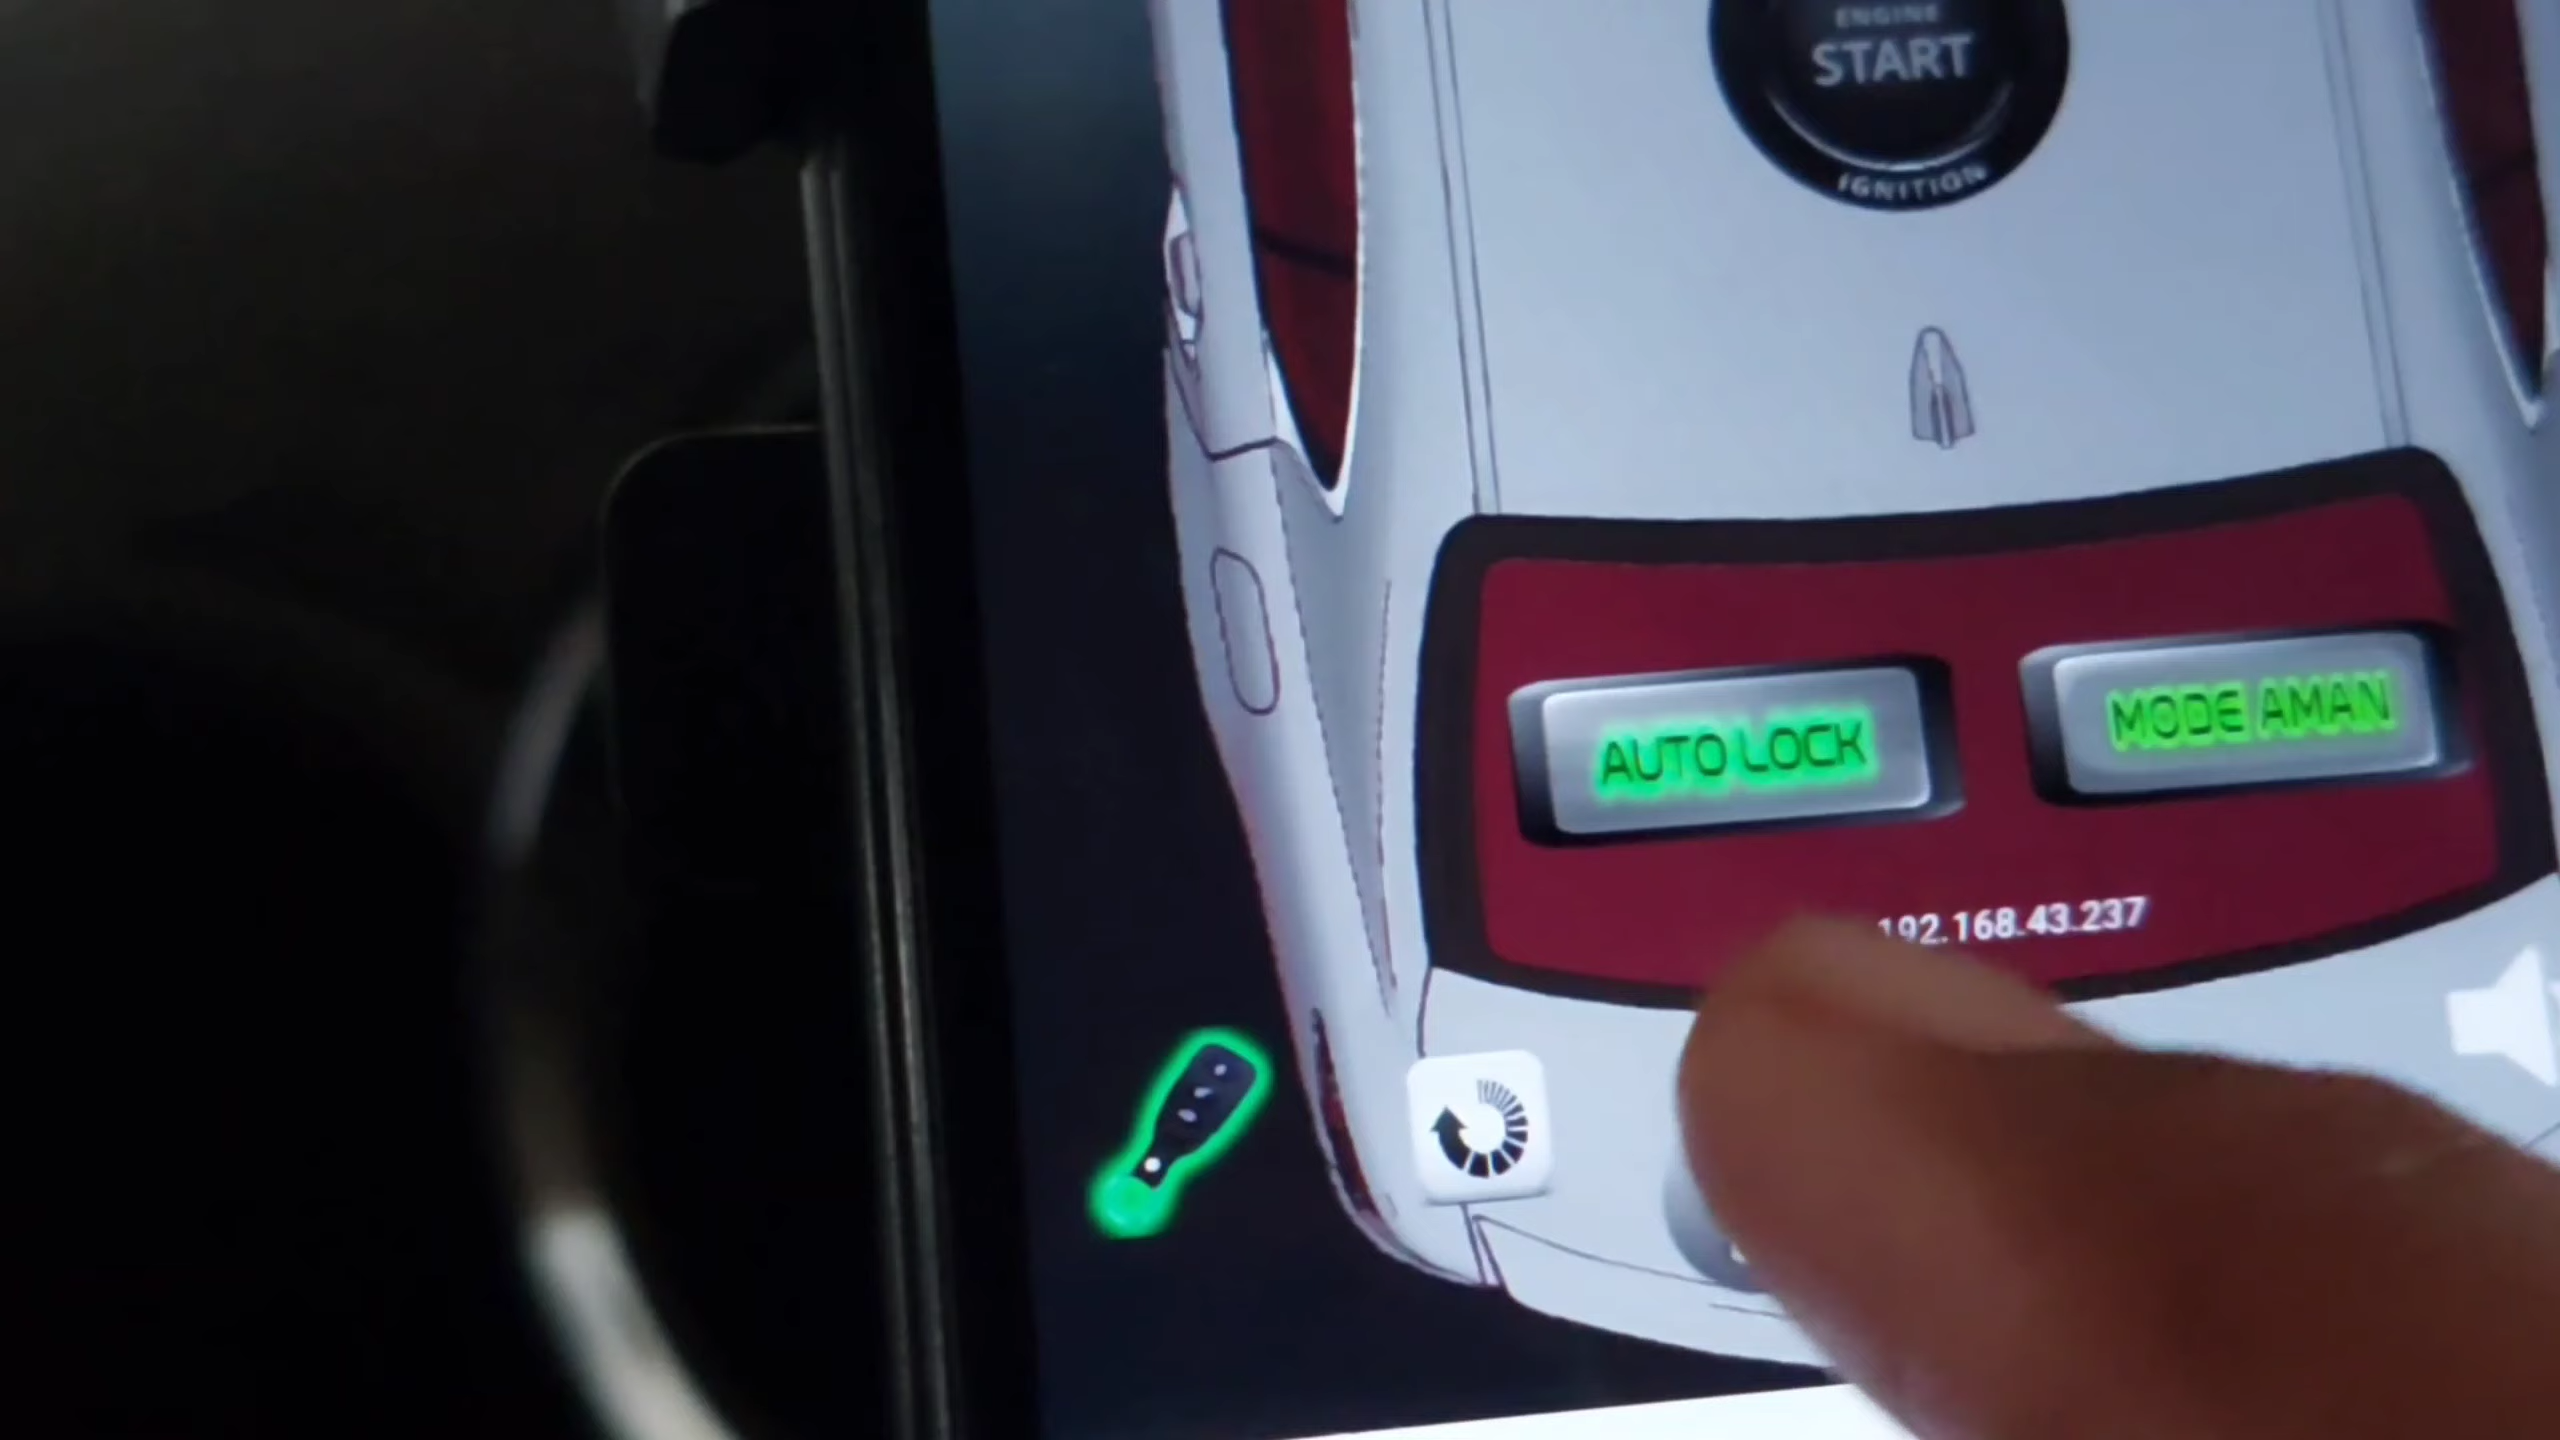 ENGINE
START
IGNITION
AUTO LOCK
MODE AMAN
192.168.43.237